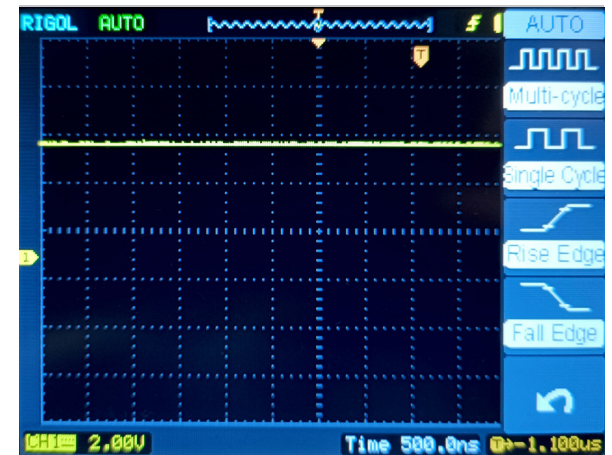 RIGOL AUTO T AUTO
T
Multi-cycle
Single Cycle
1
Rise Edge
Fall Edge
CH1 2.00V Time 500.0ns T→-1.100us